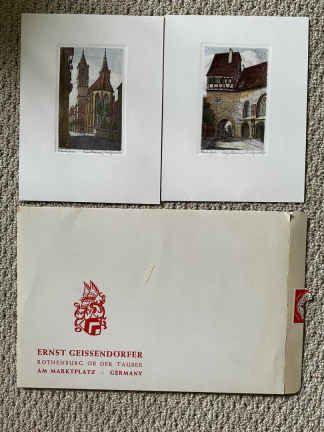 ERNST GEISSENDÖRFER
ROTHENBURG OB DER TAUBER
AM MARKTPLATZ - GERMANY